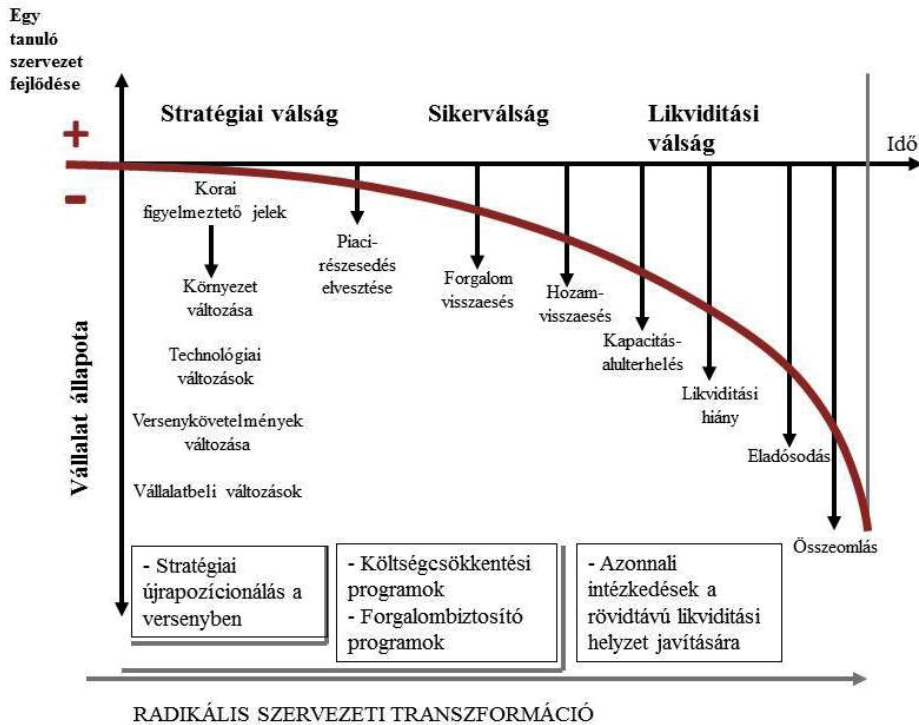 Egy
tanuló
szervezet
fejlődése
Stratégiai válság
Sikerválság
Likviditási
válság
Idő
+
-
Korai
figyelmeztető jelek
Környezet
változása
Technológiai
változások
Versenykövetelmények
változása
Vállalatbeli változások
Piaci-
részesedés
elvesztése
Forgalom
visszaesés
Hozam-
visszaesés
Kapacitás-
alulterhelés
Likviditási
hiány
Eladósodás
Összeomlás
Vállalat állapota
- Stratégiai
újrapozícionálás a
versenyben
- Költségcsökkentési
programok
- Forgalombiztosító
programok
- Azonnali
intézkedések a
rövidtávú likviditási
helyzet javítására
RADIKÁLIS SZERVEZETI TRANSZFORMÁCIÓ